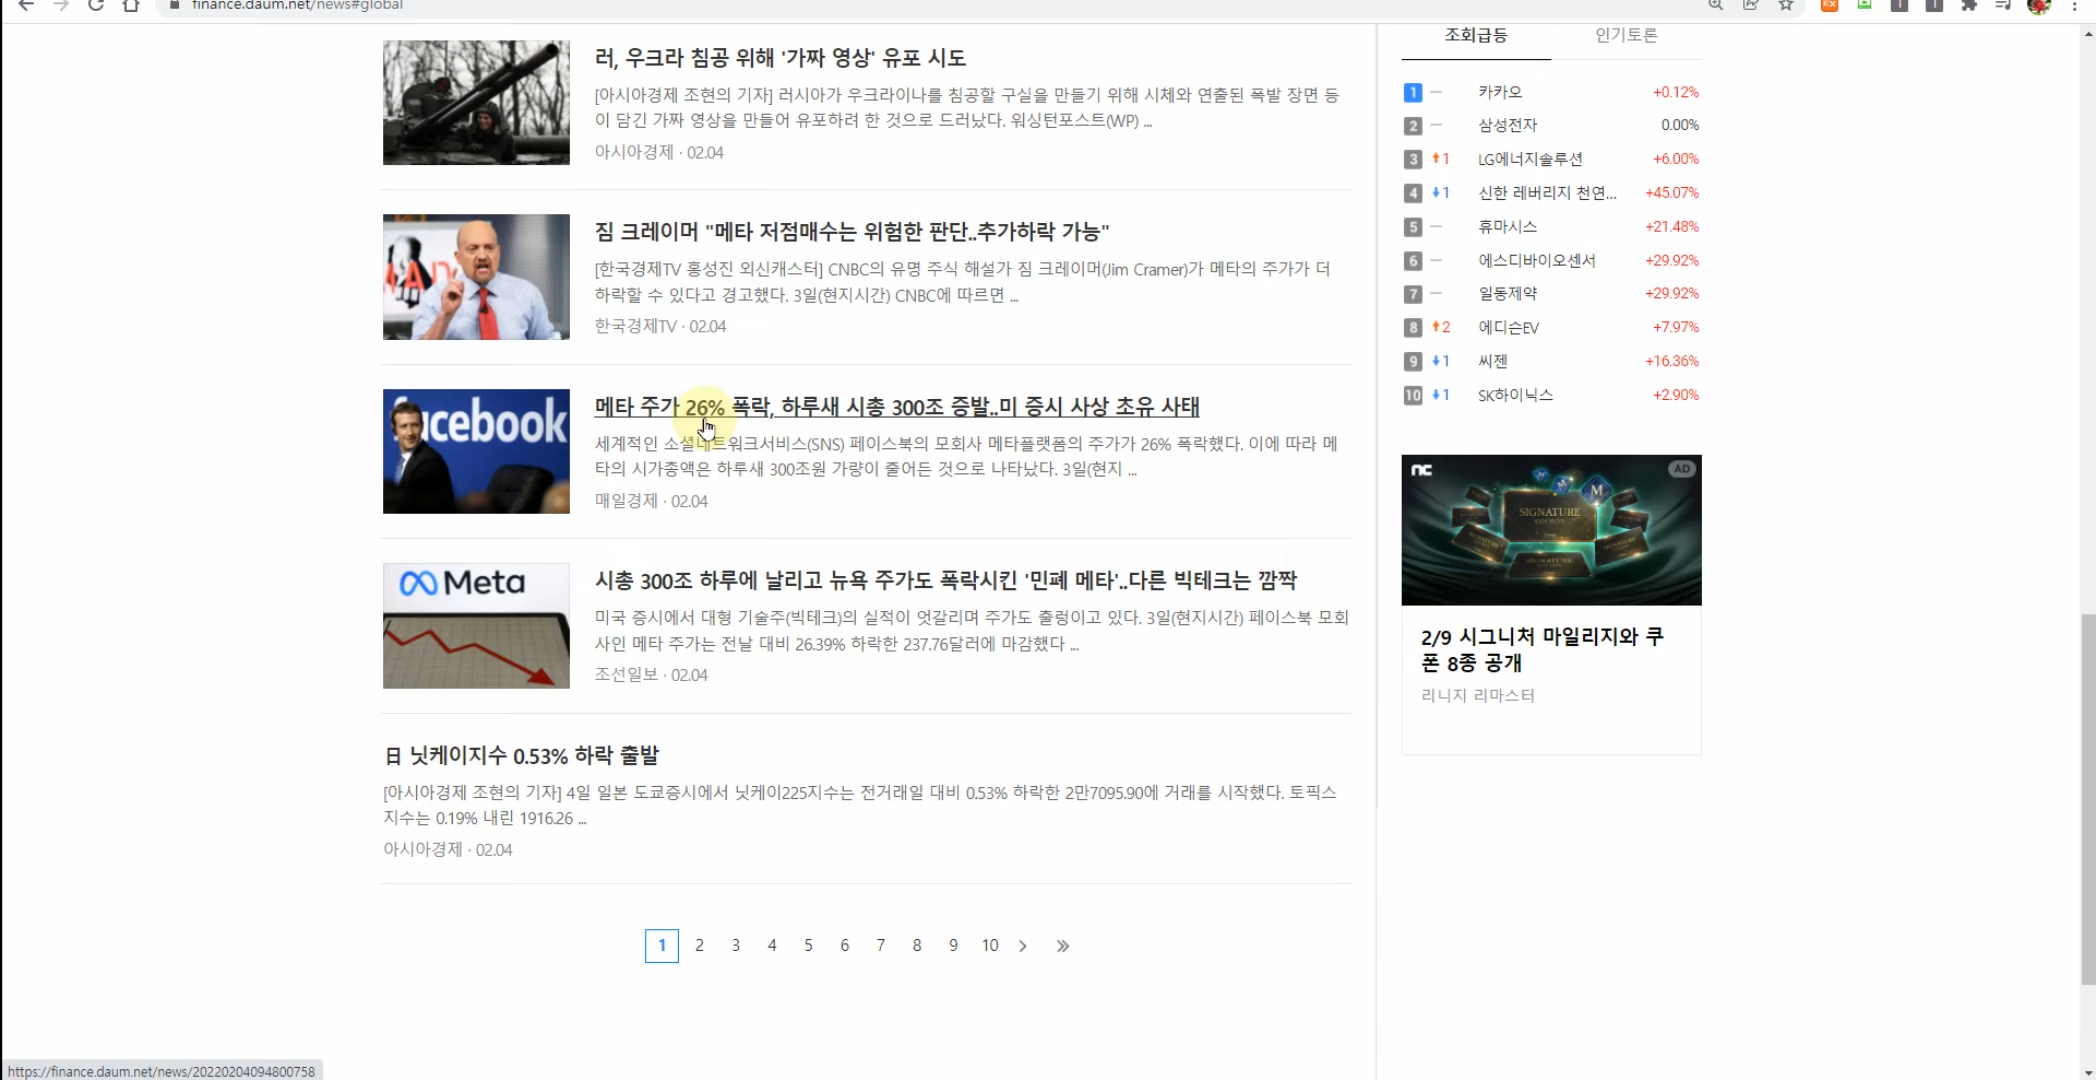 finance.daum.net/news#global
러, 우크라 침공 위해 '가짜 영상' 유포 시도
[아시아경제 조현의 기자] 러시아가 우크라이나를 침공할 구실을 만들기 위해 시체와 연출된 폭발 장면 등
이 담긴 가짜 영상을 만들어 유포하려 한 것으로 드러났다. 워싱턴포스트(WP) ...
아시아경제 · 02.04
짐 크레이머 "메타 저점매수는 위험한 판단..추가하락 가능"
[한국경제TV 홍성진 외신캐스터] CNBC의 유명 주식 해설가 짐 크레이머(Jim Cramer)가 메타의 주가가 더
하락할 수 있다고 경고했다. 3일(현지시간) CNBC에 따르면 ...
한국경제TV · 02.04
facebook
메타 주가 26% 폭락, 하루새 시총 300조 증발..미 증시 사상 초유 사태
세계적인 소셜네트워크서비스(SNS) 페이스북의 모회사 메타플랫폼의 주가가 26% 폭락했다. 이에 따라 메
타의 시가총액은 하루새 300조원 가량이 줄어든 것으로 나타났다. 3일(현지 ...
매일경제 · 02.04
Meta
시총 300조 하루에 날리고 뉴욕 주가도 폭락시킨 '민폐 메타'..다른 빅테크는 깜짝
미국 증시에서 대형 기술주(빅테크)의 실적이 엇갈리며 주가도 출렁이고 있다. 3일(현지시간) 페이스북 모회
사인 메타 주가는 전날 대비 26.39% 하락한 237.76달러에 마감했다 ...
조선일보 · 02.04
日 닛케이지수 0.53% 하락 출발
[아시아경제 조현의 기자] 4일 일본 도쿄증시에서 닛케이225지수는 전거래일 대비 0.53% 하락한 2만7095.90에 거래를 시작했다. 토픽스
지수는 0.19% 내린 1916.26 ...
아시아경제 · 02.04
1 2 3 4 5 6 7 8 9 10 > »
조회급등 인기토론
1 카카오 +0.12%
2 삼성전자 0.00%
3 1 LG에너지솔루션 +6.00%
4 1 신한 레버리지 천연... +45.07%
5 휴마시스 +21.48%
6 에스디바이오센서 +29.92%
7 일동제약 +29.92%
8 2 에디슨EV +7.97%
9 1 씨젠 +16.36%
10 1 SK하이닉스 +2.90%
nc
AD
M
SIGNATURE
2/9 시그니처 마일리지와 쿠
폰 8종 공개
리니지 리마스터
https://finance.daum.net/news/20220204094800758